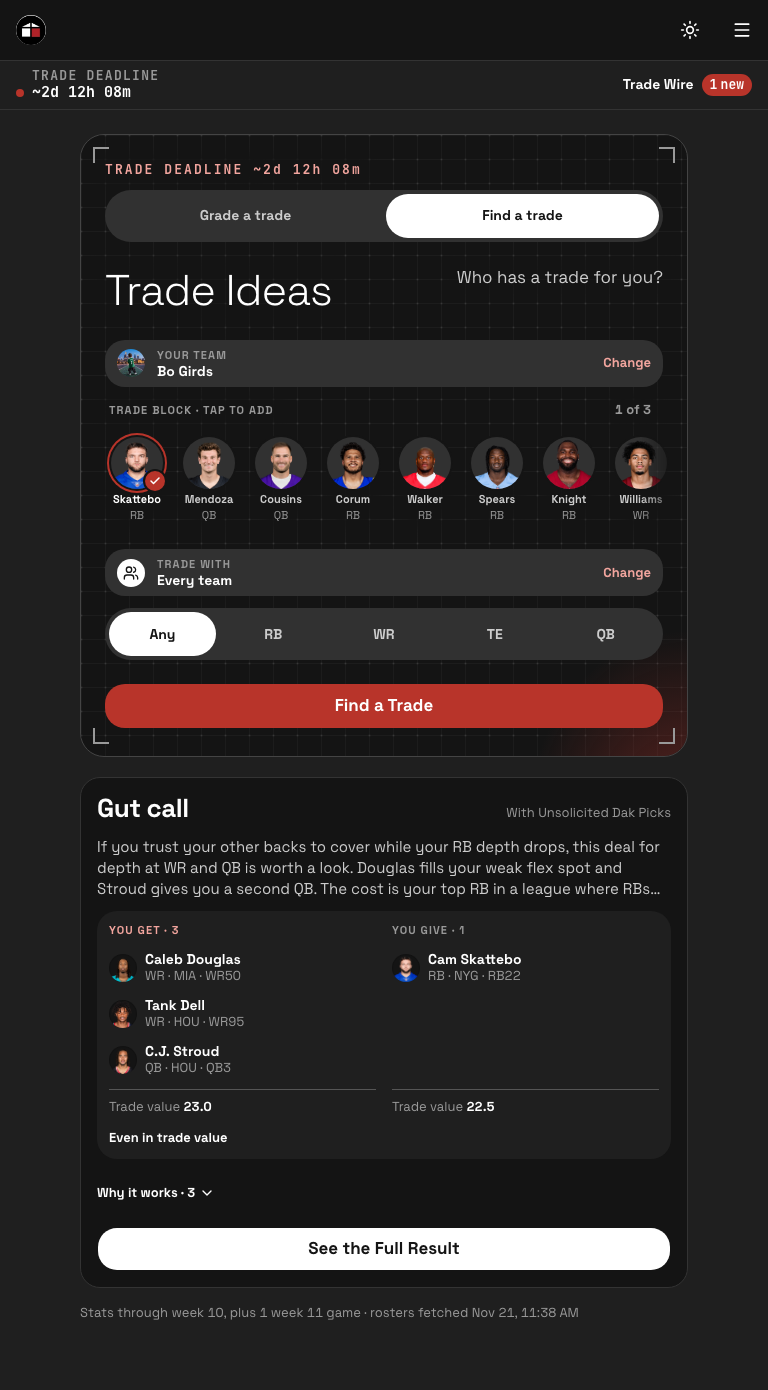 TRADE DEADLINE
~2d 12h 08m
Trade Wire 1 new
TRADE DEADLINE ~2d 12h 08m
Grade a trade
Find a trade
Trade Ideas
Who has a trade for you?
YOUR TEAM
Bo Girds
Change
TRADE BLOCK · TAP TO ADD
1 of 3
Skattebo
RB
Mendoza
QB
Cousins
QB
Corum
RB
Walker
RB
Spears
RB
Knight
RB
Williams
WR
TRADE WITH
Every team
Change
Any
RB
WR
TE
QB
Find a Trade
Gut call
With Unsolicited Dak Picks
If you trust your other backs to cover while your RB depth drops, this deal for
depth at WR and QB is worth a look. Douglas fills your weak flex spot and
Stroud gives you a second QB. The cost is your top RB in a league where RBs...
YOU GET · 3
Caleb Douglas
WR · MIA · WR50
Tank Dell
WR · HOU · WR95
C.J. Stroud
QB · HOU · QB3
Trade value 23.0
Even in trade value
YOU GIVE · 1
Cam Skattebo
RB · NYG · RB22
Trade value 22.5
Why it works · 3
See the Full Result
Stats through week 10, plus 1 week 11 game · rosters fetched Nov 21, 11:38 AM